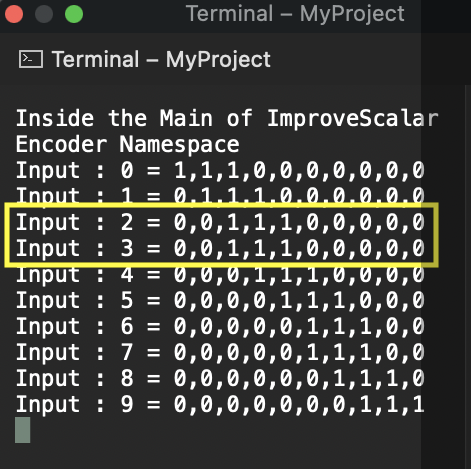 Terminal – MyProject
Terminal – MyProject
Inside the Main of ImproveScalar
Encoder Namespace
Input : 0 = 1,1,1,0,0,0,0,0,0,0
Input : 1 = 0,1,1,1,0,0,0,0,0,0
Input : 2 = 0,0,1,1,1,0,0,0,0,0
Input : 3 = 0,0,1,1,1,0,0,0,0,0
Input : 4 = 0,0,0,1,1,1,0,0,0,0
Input : 5 = 0,0,0,0,1,1,1,0,0,0
Input : 6 = 0,0,0,0,0,1,1,1,0,0
Input : 7 = 0,0,0,0,0,1,1,1,0,0
Input : 8 = 0,0,0,0,0,0,1,1,1,0
Input : 9 = 0,0,0,0,0,0,0,1,1,1